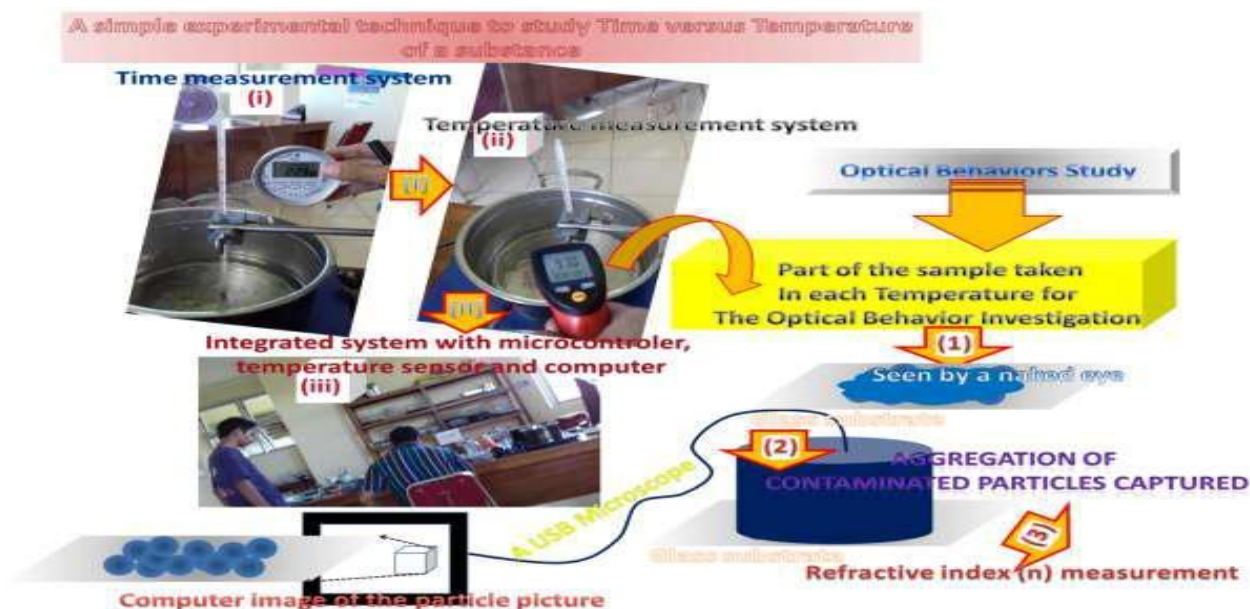 A simple experimental technique to study Time versus Temperature
of a substance
Time measurement system
(i)
Temperature measurement system
(ii)
Optical Behaviors Study
Part of the sample taken
In each Temperature for
The Optical Behavior Investigation
(1)
Integrated system with microcontroler,
temperature sensor and computer
(iii)
Seen by a naked eye
Glass substrate
(2)
AGGREGATION OF
CONTAMINATED PARTICLES CAPTURED
A USB Microscope
Glass substrate
(3)
Refractive index (n) measurement
Computer image of the particle picture